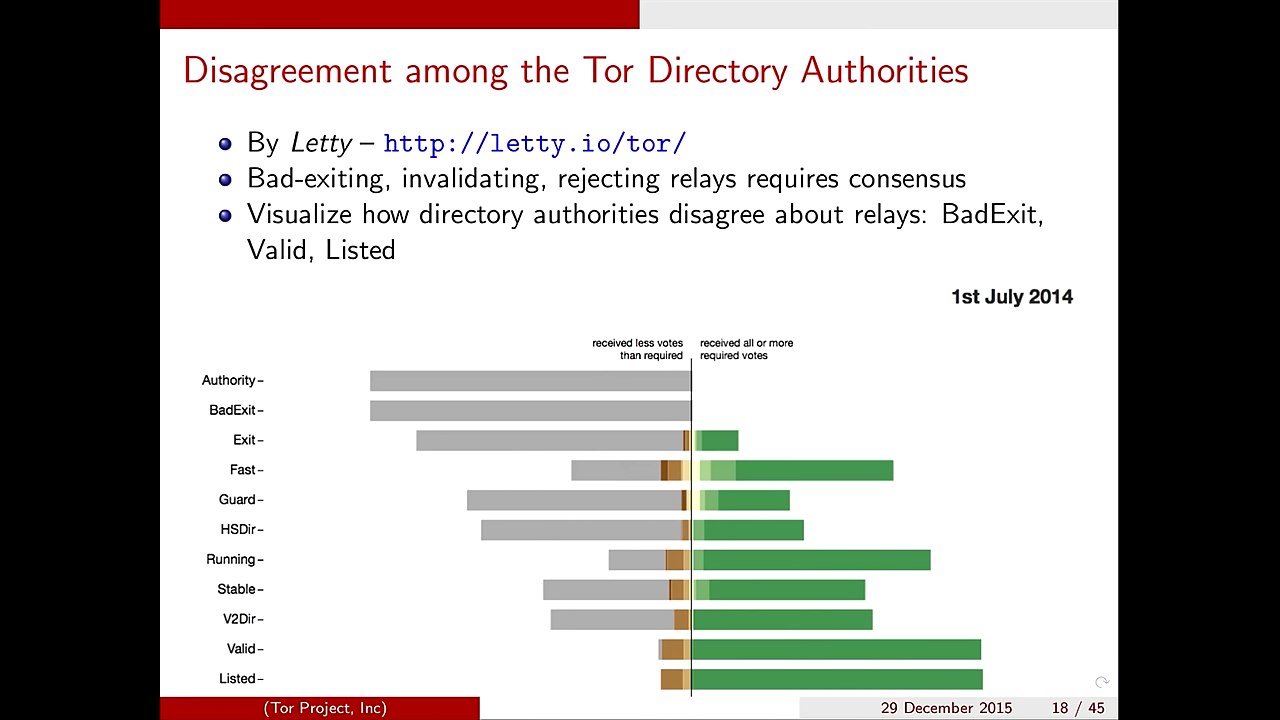 Disagreement among the Tor Directory Authorities
By Letty – http://letty.io/tor/
Bad-exiting, invalidating, rejecting relays requires consensus
Visualize how directory authorities disagree about relays: BadExit,
Valid, Listed
1st July 2014
received less votes
than required
received all or more
required votes
Authority
BadExit
Exit
Fast
Guard
HSDir
Running
Stable
V2Dir
Valid
Listed
(Tor Project, Inc)
29 December 2015
18 / 45